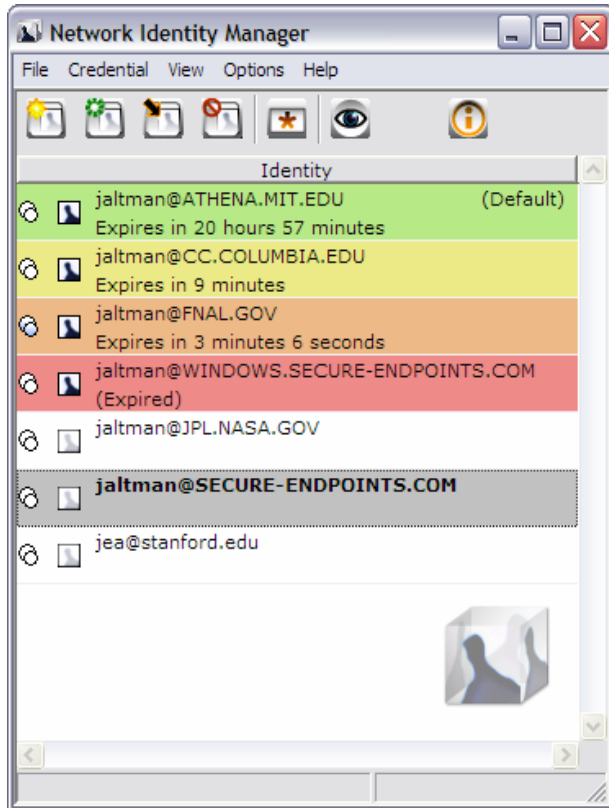 Network Identity Manager
File Credential View Options Help
Identity
jaltman@ATHENA.MIT.EDU (Default)
Expires in 20 hours 57 minutes
jaltman@CC.COLUMBIA.EDU
Expires in 9 minutes
jaltman@FNAL.GOV
Expires in 3 minutes 6 seconds
jaltman@WINDOWS.SECURE-ENDPOINTS.COM
(Expired)
jaltman@JPL.NASA.GOV
jaltman@SECURE-ENDPOINTS.COM
jea@stanford.edu